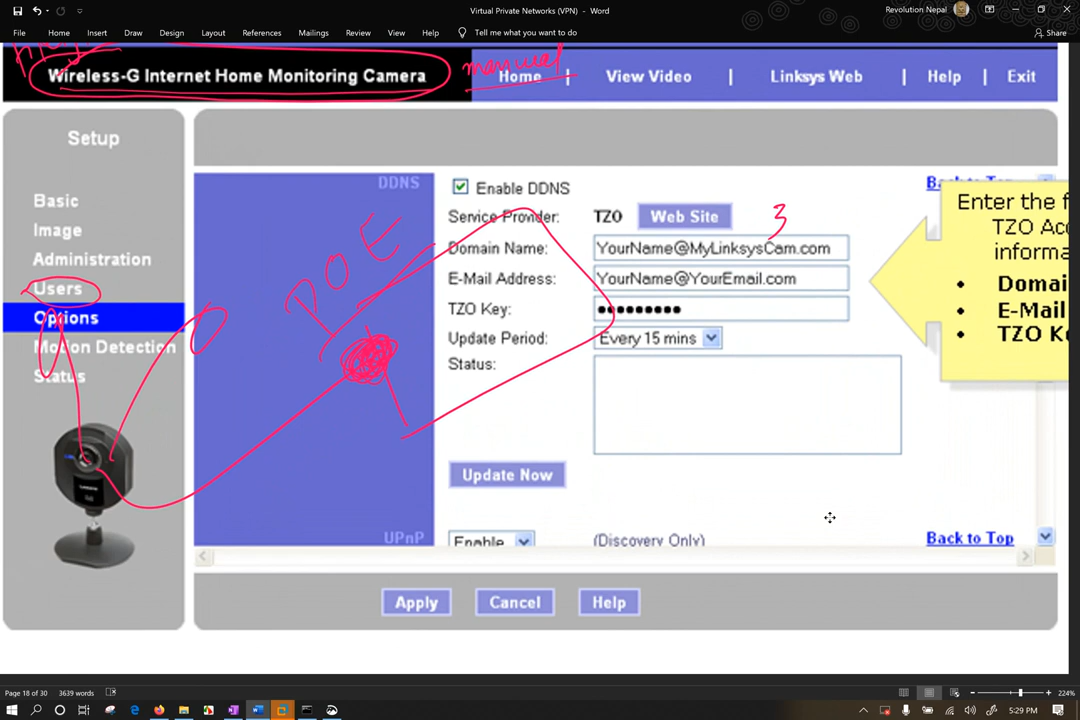 Virtual Private Networks (VPN) - Word
Revolution Nepal
File Home Insert Draw Design Layout References Mailings Review View Help Tell me what you want to do Share
Wireless-G Internet Home Monitoring Camera manual Home | View Video | Linksys Web | Help | Exit
Setup
Basic
Image
Administration
Users
Options
Motion Detection
Status
DDNS
Enable DDNS
Back to Top
Service Provider: TZO Web Site
3
Domain Name: YourName@MyLinksysCam.com
E-Mail Address: YourName@YourEmail.com
TZO Key: •••••••••
Update Period: Every 15 mins
Status:
POE
Update Now
UPnP Enable (Discovery Only) Back to Top
Enter the f
TZO Acc
informa
• Domai
• E-Mail
• TZO Ke
Apply Cancel Help
Page 18 of 30 3639 words 224%
5:29 PM